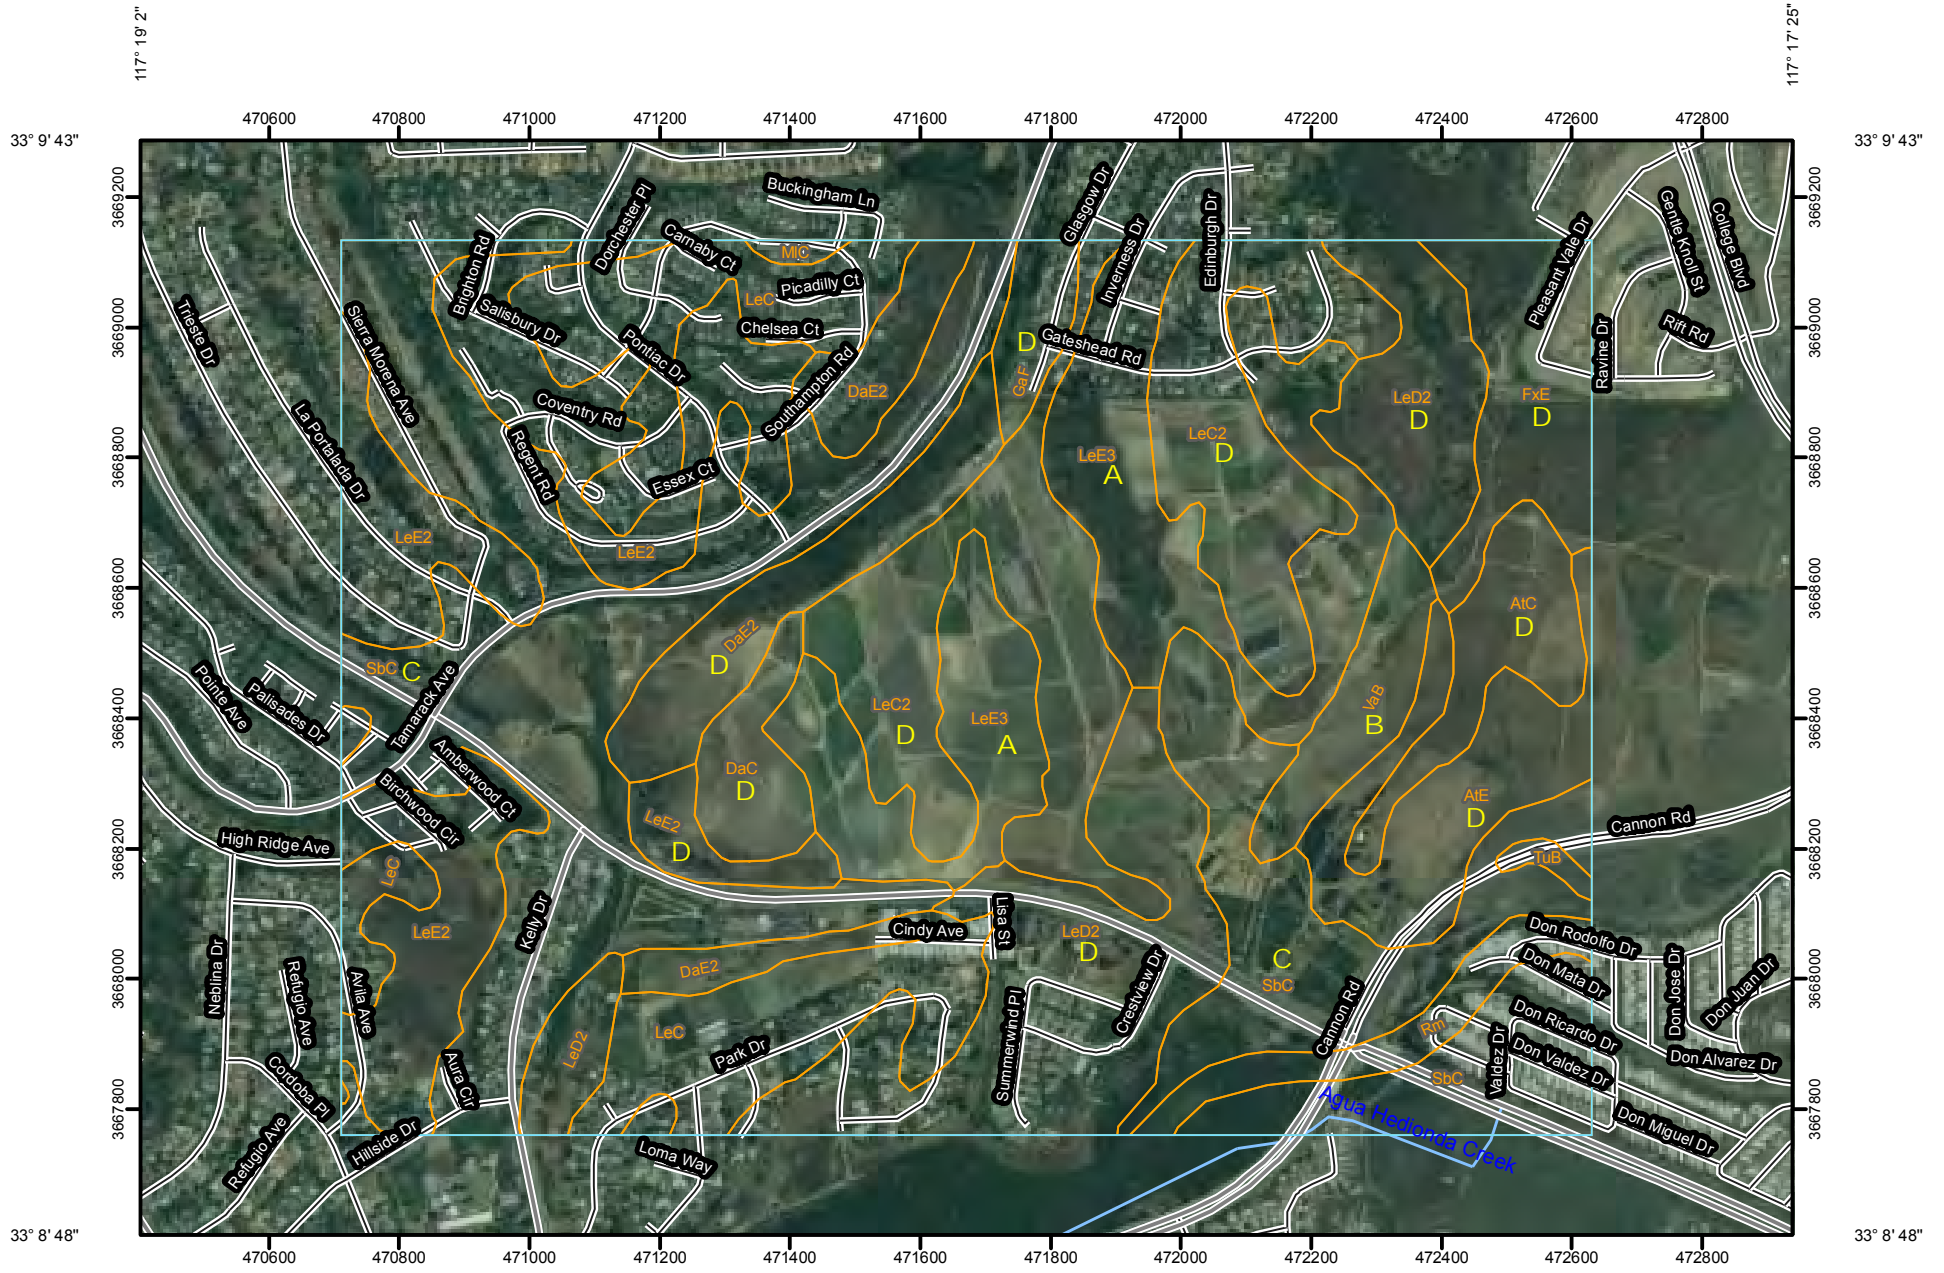 117° 19' 2"
117° 17' 25"
470600
470800
471000
471200
471400
471600
471800
472000
472200
472400
472600
472800
33° 9' 43"
33° 9' 43"
3669200
3669000
3668800
3668600
3668400
3668200
3668000
3667800
3669200
3669000
3668800
3668600
3668400
3668200
3668000
3667800
Buckingham Ln
Dorchester Pl
Carnaby Ct
MlC
Brighton Rd
Picadilly Ct
LeC
Chelsea Ct
Salisbury Dr
Pontiac Dr
Southampton Rd
DaE2
Coventry Rd
Regent Rd
Essex Ct
LeE2
Trieste Dr
Sierra Morena Ave
La Portalada Dr
LeE2
Glasgow Dr
Inverness Dr
Edinburgh Dr
D
Gateshead Rd
GaF
LeE3
A
LeC2
D
LeD2
D
FxE
D
Pleasant Vale Dr
Gentle Knoll St
College Blvd
Ravine Dr
Rift Rd
AtC
D
SbC
C
Tamarack Ave
Pointe Ave
Palisades Dr
Amberwood Ct
Birchwood Cir
High Ridge Ave
DaE2
D
DaC
D
LeE2
D
LeC2
D
LeE3
A
VaB
B
AtE
D
Cannon Rd
TuB
LeC
LeE2
Kelly Dr
Neblina Dr
Refugio Ave
Avila Ave
Cordoba Pl
Aura Cir
Refugio Ave
Hillside Dr
DaE2
Cindy Ave
Lisa St
LeD2
D
LeD2
LeC
Park Dr
Summerwind Pl
Crestview Dr
Loma Way
C
SbC
Cannon Rd
Rm
SbC
Don Rodolfo Dr
Don Mata Dr
Don Jose Dr
Don Juan Dr
Don Ricardo Dr
Valdez Dr
Don Valdez Dr
Don Alvarez Dr
Don Miguel Dr
Agua Hedionda Creek
33° 8' 48"
33° 8' 48"
470600
470800
471000
471200
471400
471600
471800
472000
472200
472400
472600
472800